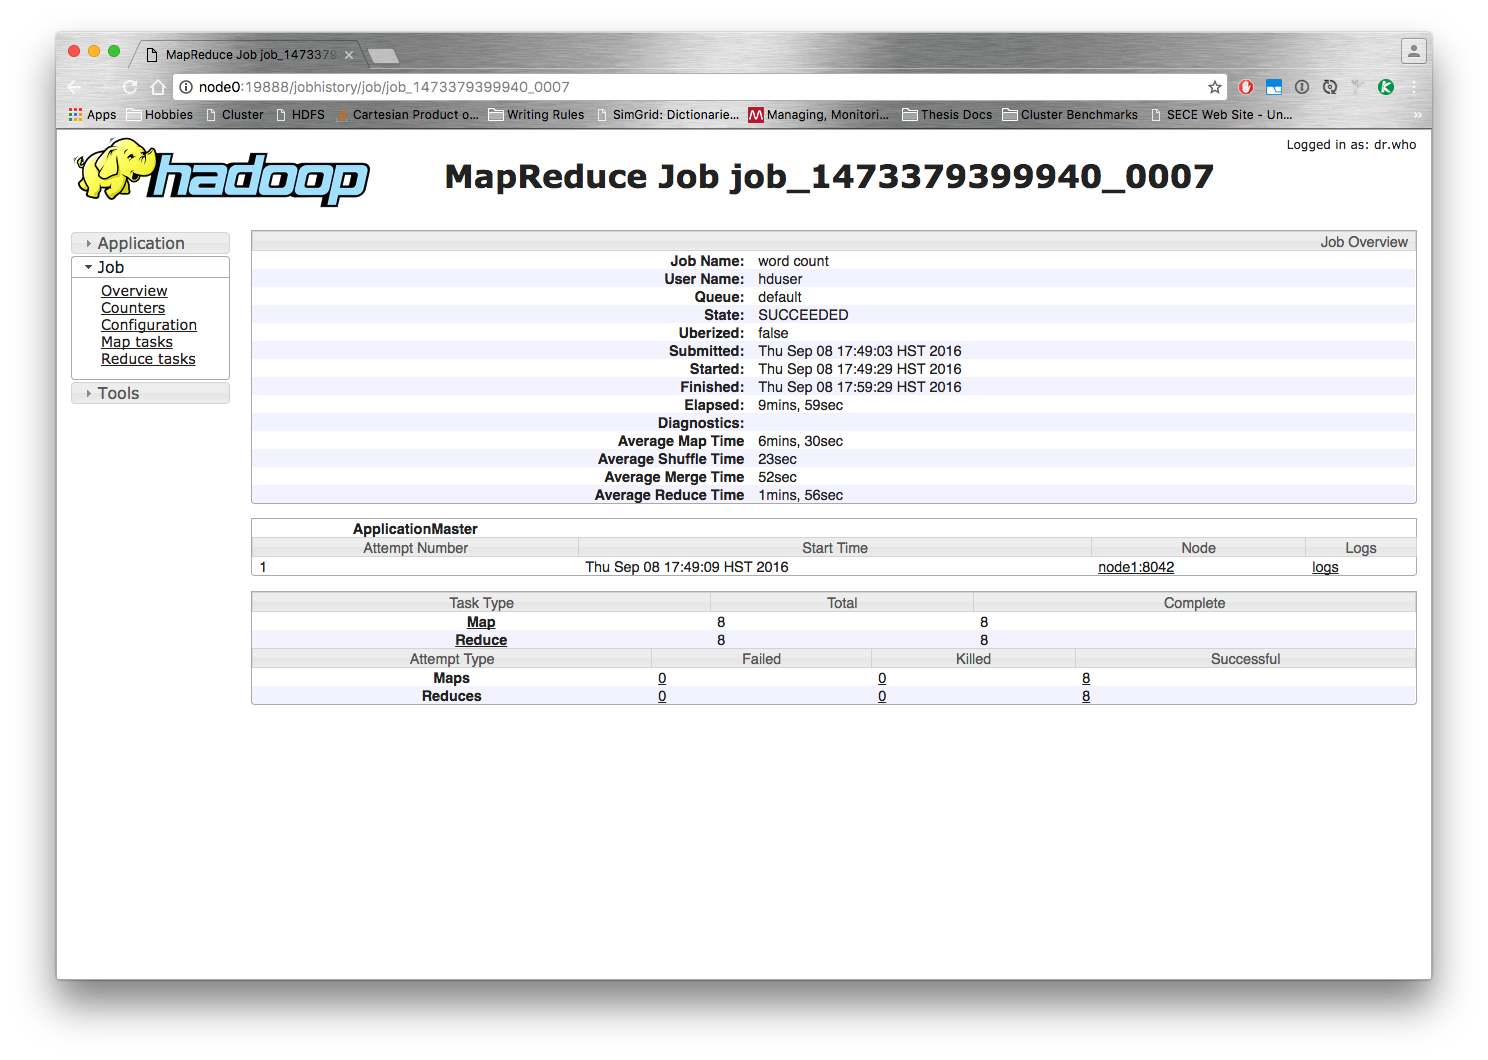 MapReduce Job job_1473379
node0:19888/jobhistory/job/job_1473379399940_0007
Apps Hobbies Cluster HDFS Cartesian Product o... Writing Rules SimGrid: Dictionarie... Managing, Monitori... Thesis Docs Cluster Benchmarks SECE Web Site - Un... »
Logged in as: dr.who
hadoop
MapReduce Job job_1473379399940_0007
Application
Job
Overview
Counters
Configuration
Map tasks
Reduce tasks
Tools
Job Overview
Job Name: word count
User Name: hduser
Queue: default
State: SUCCEEDED
Uberized: false
Submitted: Thu Sep 08 17:49:03 HST 2016
Started: Thu Sep 08 17:49:29 HST 2016
Finished: Thu Sep 08 17:59:29 HST 2016
Elapsed: 9mins, 59sec
Diagnostics:
Average Map Time 6mins, 30sec
Average Shuffle Time 23sec
Average Merge Time 52sec
Average Reduce Time 1mins, 56sec
ApplicationMaster
Attempt Number Start Time Node Logs
1 Thu Sep 08 17:49:09 HST 2016 node1:8042 logs
Task Type Total Complete
Map 8 8
Reduce 8 8
Attempt Type Failed Killed Successful
Maps 0 0 8
Reduces 0 0 8